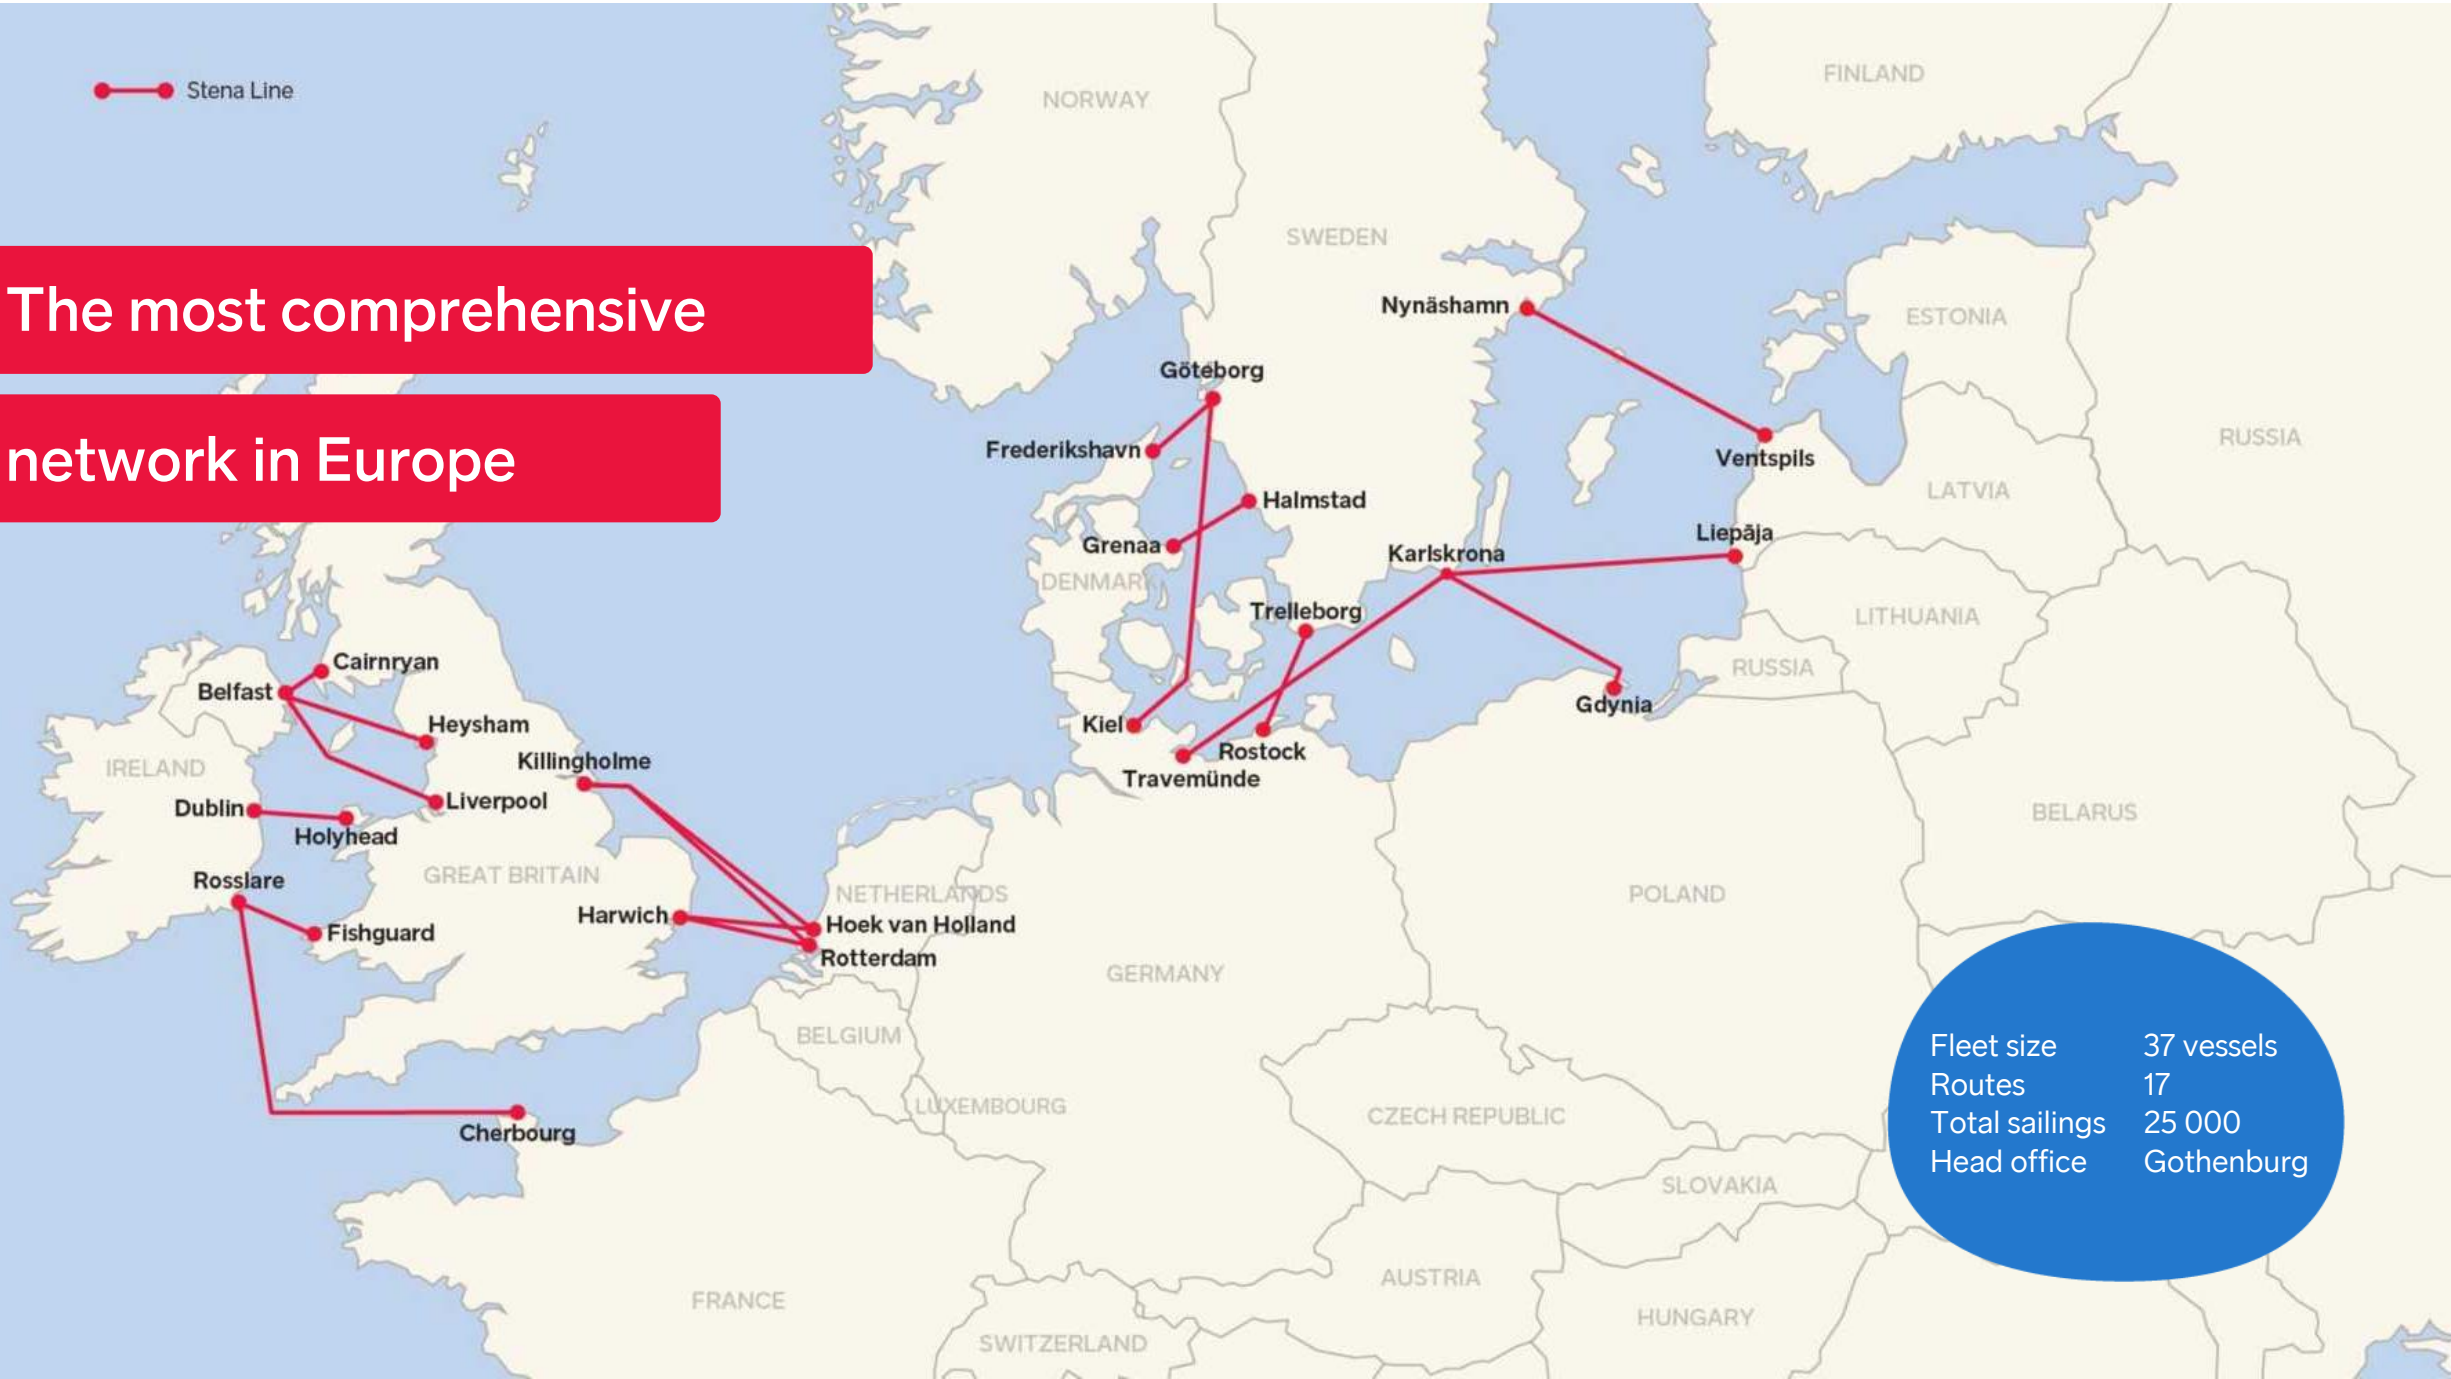 Stena Line
The most comprehensive
network in Europe
NORWAY
FINLAND
SWEDEN
ESTONIA
RUSSIA
LATVIA
LITHUANIA
RUSSIA
DENMARK
IRELAND
GREAT BRITAIN
NETHERLANDS
BELARUS
POLAND
GERMANY
BELGIUM
LUXEMBOURG
CZECH REPUBLIC
SLOVAKIA
AUSTRIA
HUNGARY
FRANCE
SWITZERLAND
Nynäshamn
Göteborg
Frederikshavn
Ventspils
Halmstad
Liepāja
Grenaa
Karlskrona
Trelleborg
Cairnryan
Belfast
Gdynia
Heysham
Kiel
Killingholme
Rostock
Travemünde
Liverpool
Dublin
Holyhead
Rosslare
Harwich
Hoek van Holland
Fishguard
Rotterdam
Cherbourg
Fleet size 37 vessels
Routes 17
Total sailings 25 000
Head office Gothenburg